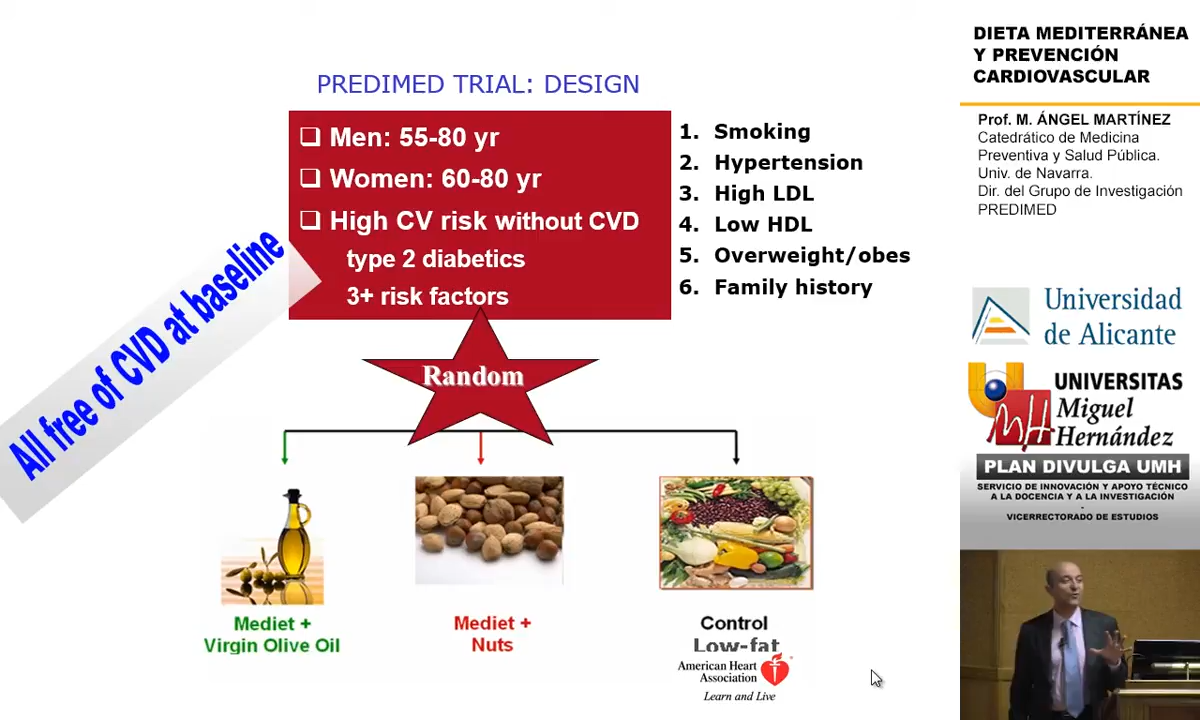 PREDIMED TRIAL: DESIGN
❑ Men: 55-80 yr
❑ Women: 60-80 yr
❑ High CV risk without CVD
type 2 diabetics
3+ risk factors
1. Smoking
2. Hypertension
3. High LDL
4. Low HDL
5. Overweight/obes
6. Family history
All free of CVD at baseline
Random
Mediet +
Virgin Olive Oil
Mediet +
Nuts
Control
Low-fat
American Heart
Association
Learn and Live
DIETA MEDITERRÁNEA
Y PREVENCIÓN
CARDIOVASCULAR
Prof. M. ÁNGEL MARTÍNEZ
Catedrático de Medicina
Preventiva y Salud Pública.
Univ. de Navarra.
Dir. del Grupo de Investigación
PREDIMED
Universidad
de Alicante
UNIVERSITAS
Miguel
Hernández
PLAN DIVULGA UMH
SERVICIO DE INNOVACIÓN Y APOYO TÉCNICO
A LA DOCENCIA Y A LA INVESTIGACIÓN
-
VICERRECTORADO DE ESTUDIOS